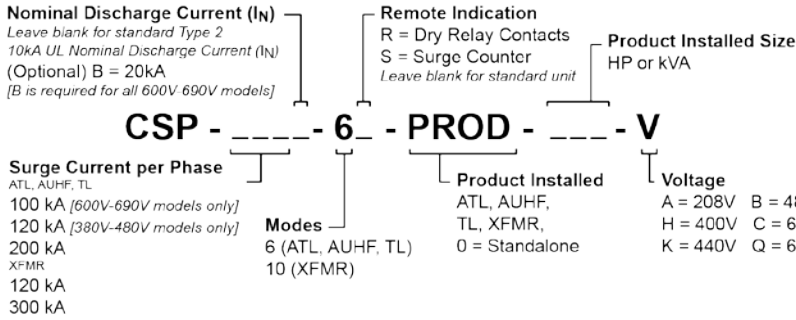 Nominal Discharge Current (IN)
Leave blank for standard Type 2
10kA UL Nominal Discharge Current (IN)
(Optional) B = 20kA
[B is required for all 600V-690V models]
Remote Indication
R = Dry Relay Contacts
S = Surge Counter
Leave blank for standard unit
Product Installed Size
HP or kVA
CSP - _ _ _ _ - 6 _ - PROD - _ _ _ - V
Surge Current per Phase
ATL, AUHF, TL
100 kA [600V-690V models only]
120 kA [380V-480V models only]
200 kA
XFMR
120 kA
300 kA
Modes
6 (ATL, AUHF, TL)
10 (XFMR)
Product Installed
ATL, AUHF,
TL, XFMR,
0 = Standalone
Voltage
A = 208V B = 48
H = 400V C = 6
K = 440V Q = 6